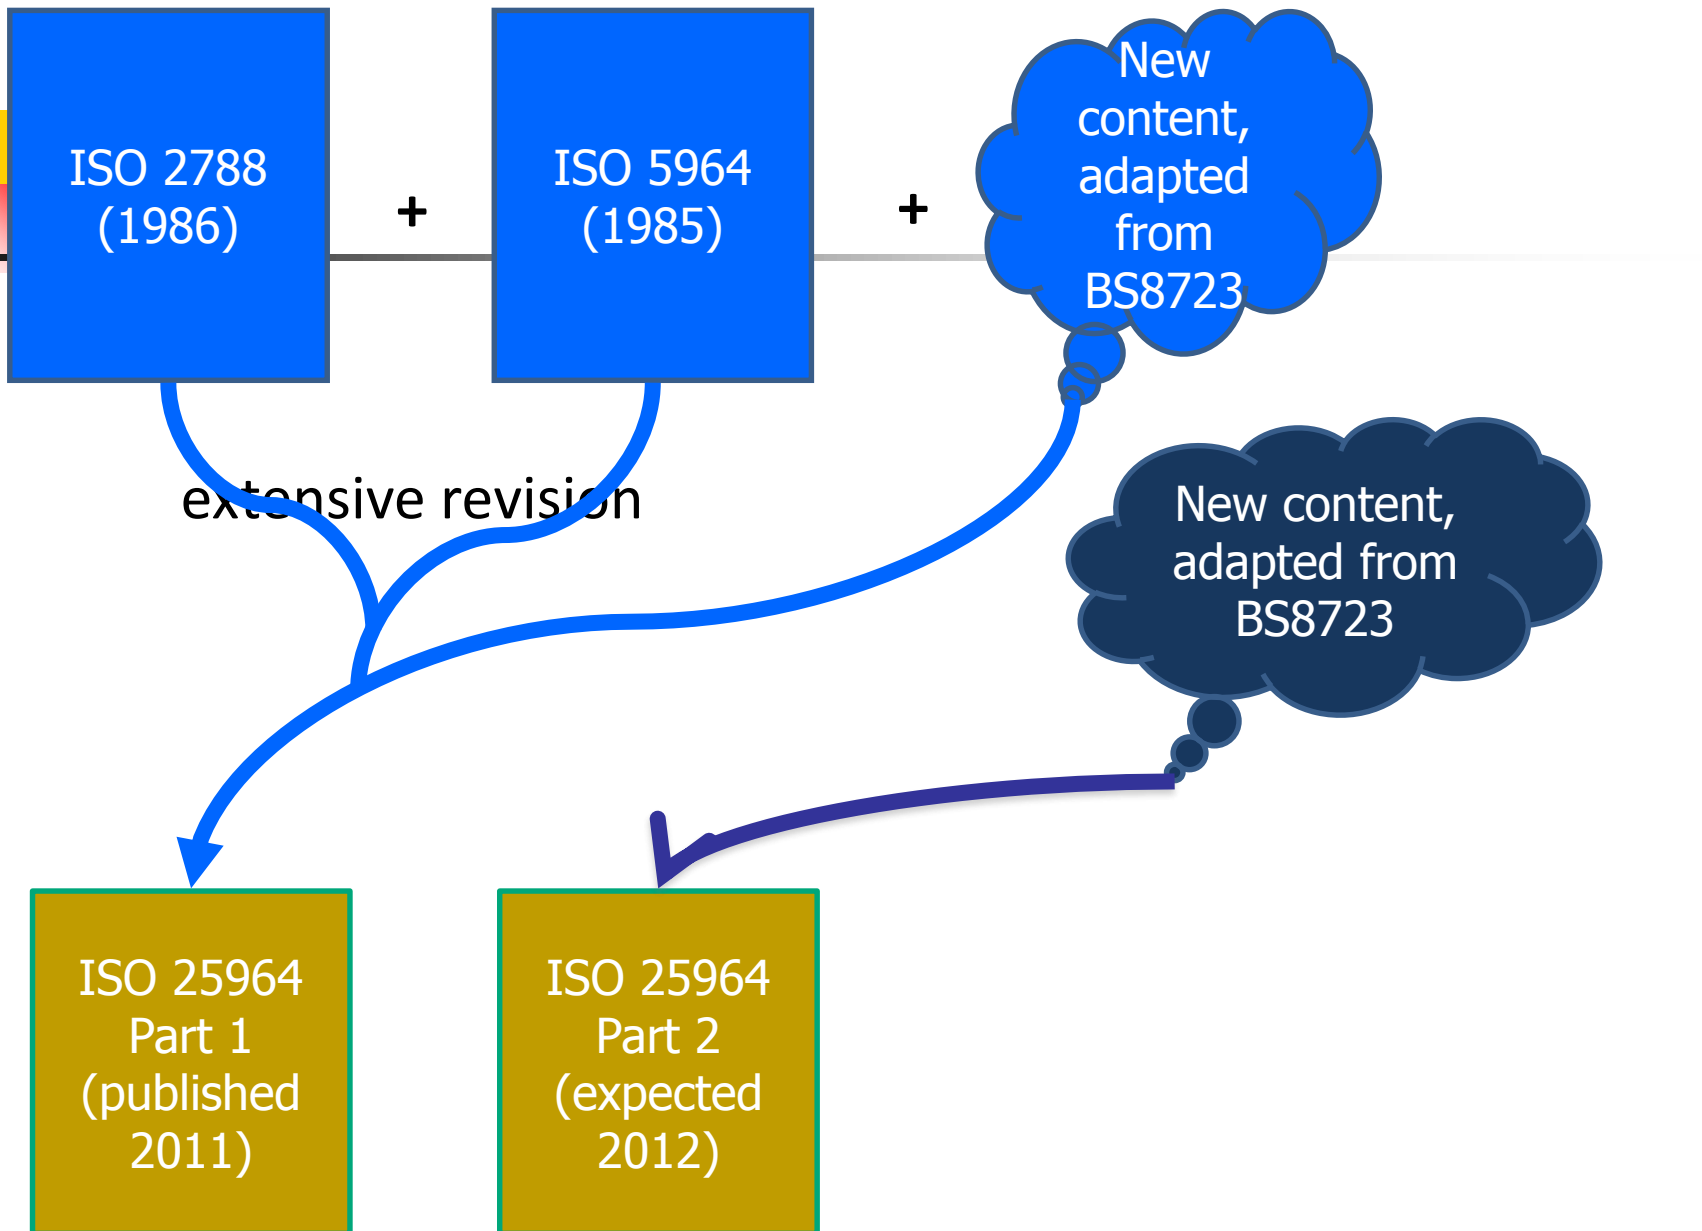 ISO 2788
(1986)
+
ISO 5964
(1985)
+
New
content,
adapted
from
BS8723
extensive revision
New content,
adapted from
BS8723
ISO 25964
Part 1
(published
2011)
ISO 25964
Part 2
(expected
2012)